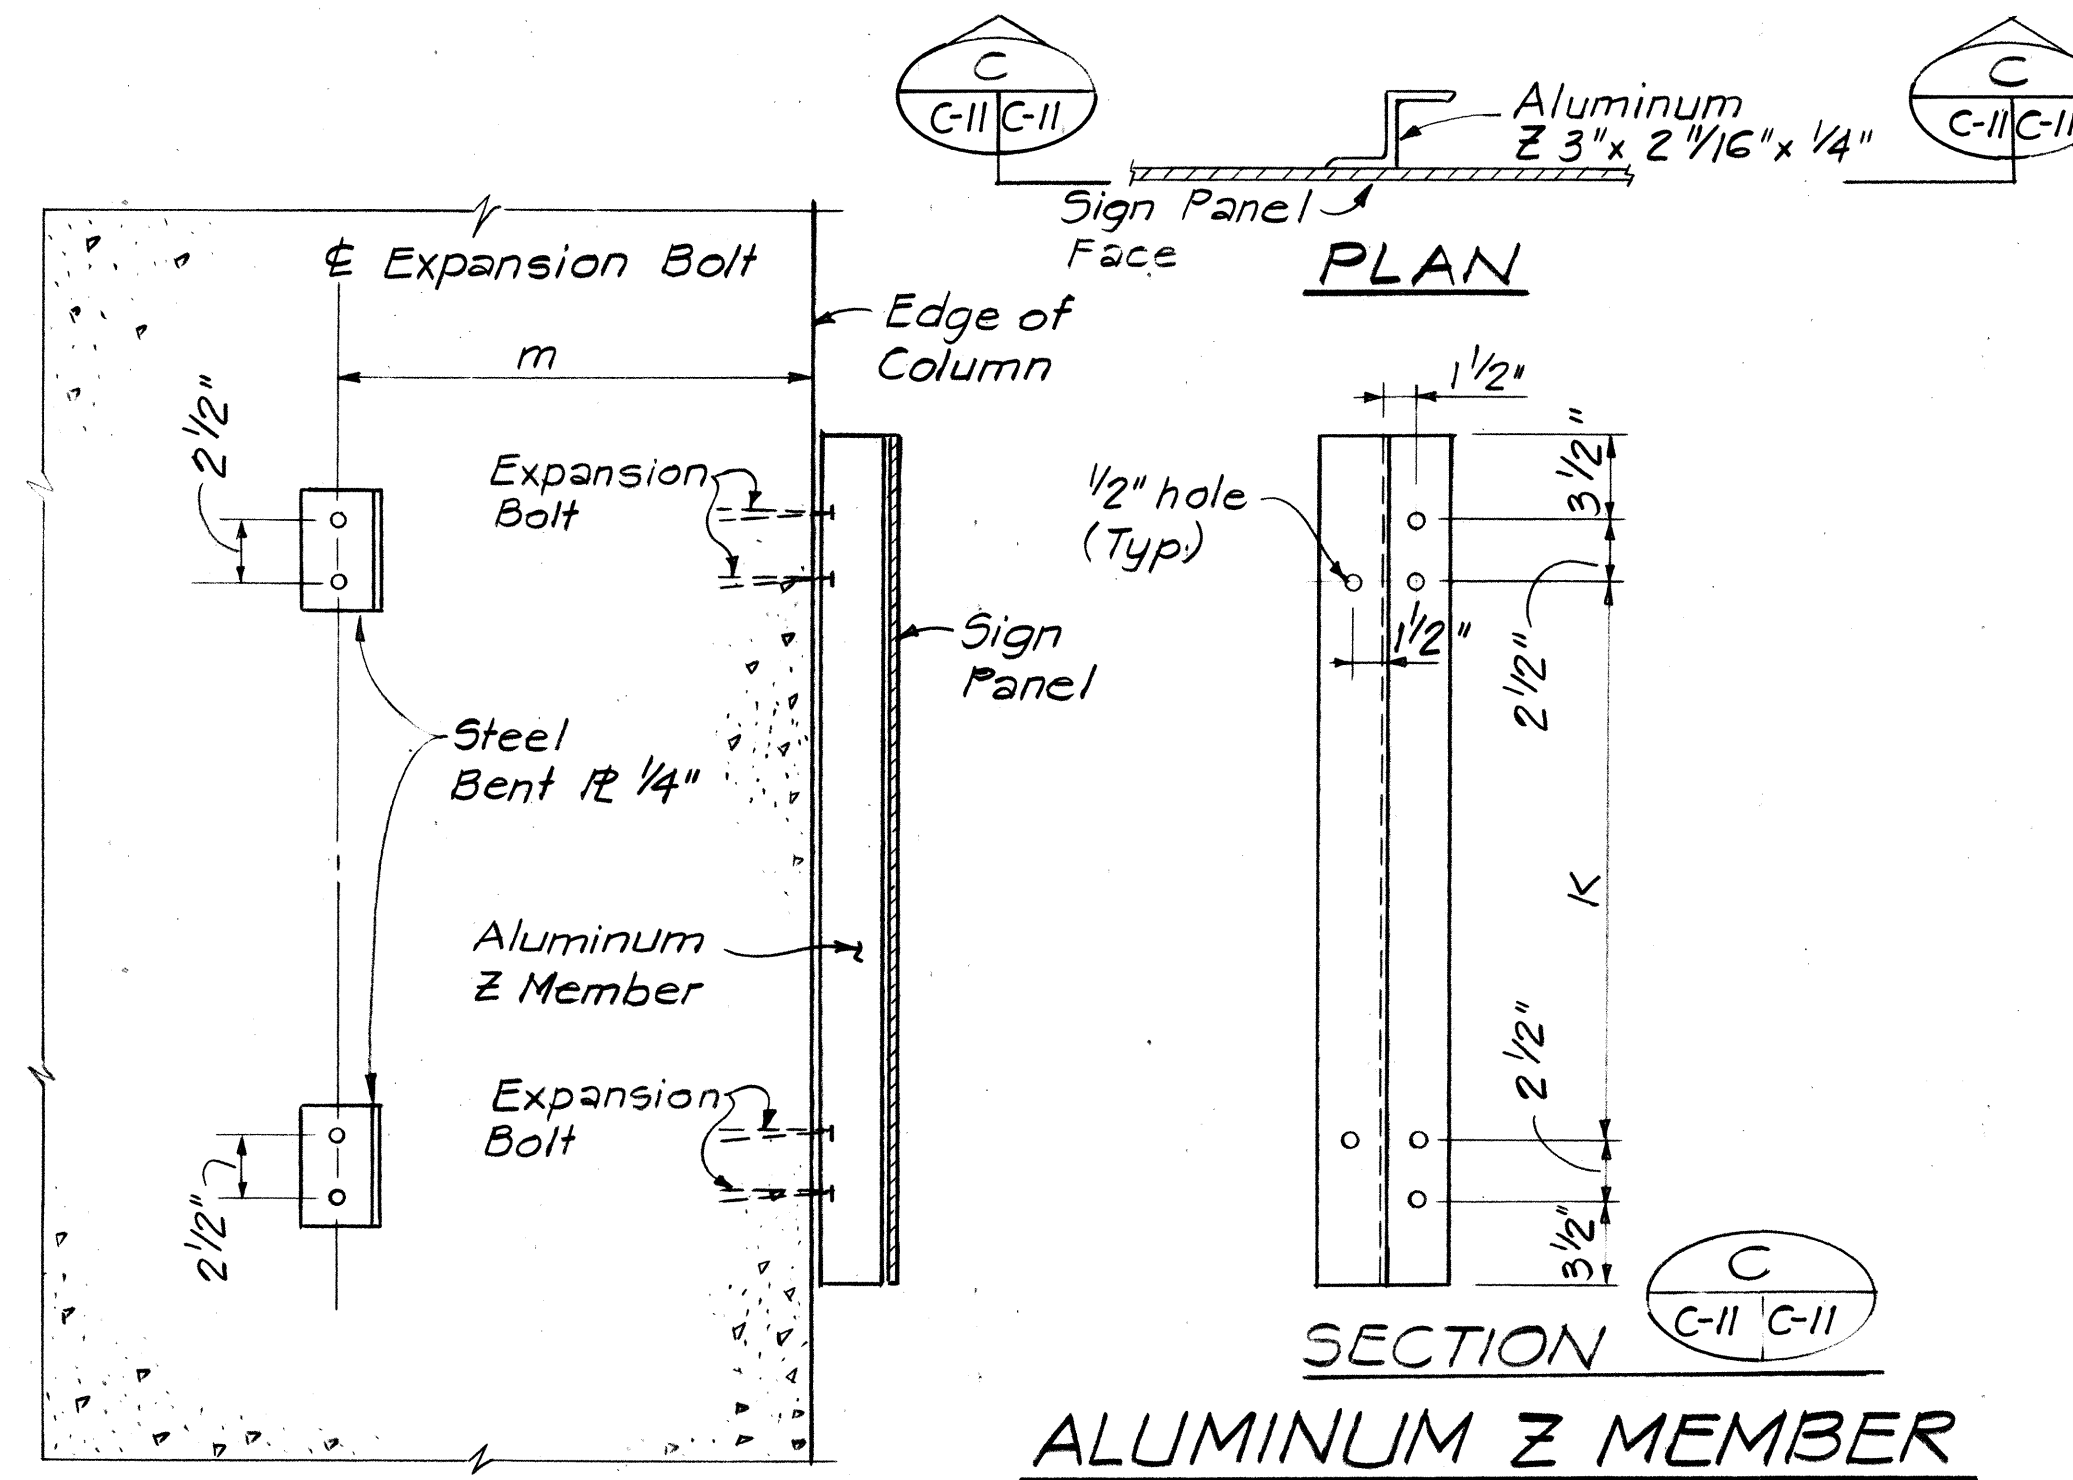 C
C-11 C-11
C
C-11 C-11
Aluminum
Z 3" x 2 11/16" x 1/4"
Sign Panel
Face
PLAN
℄ Expansion Bolt
Edge of
Column
m
2 1/2"
Expansion
Bolt
Sign
Panel
Steel
Bent ⅊ 1/4"
Aluminum
Z Member
Expansion
Bolt
2 1/2"
1 1/2"
3 1/2"
1/2" hole
(Typ.)
1 1/2"
2 1/2"
K
2 1/2"
3 1/2"
C
C-11 C-11
SECTION
ALUMINUM Z MEMBER